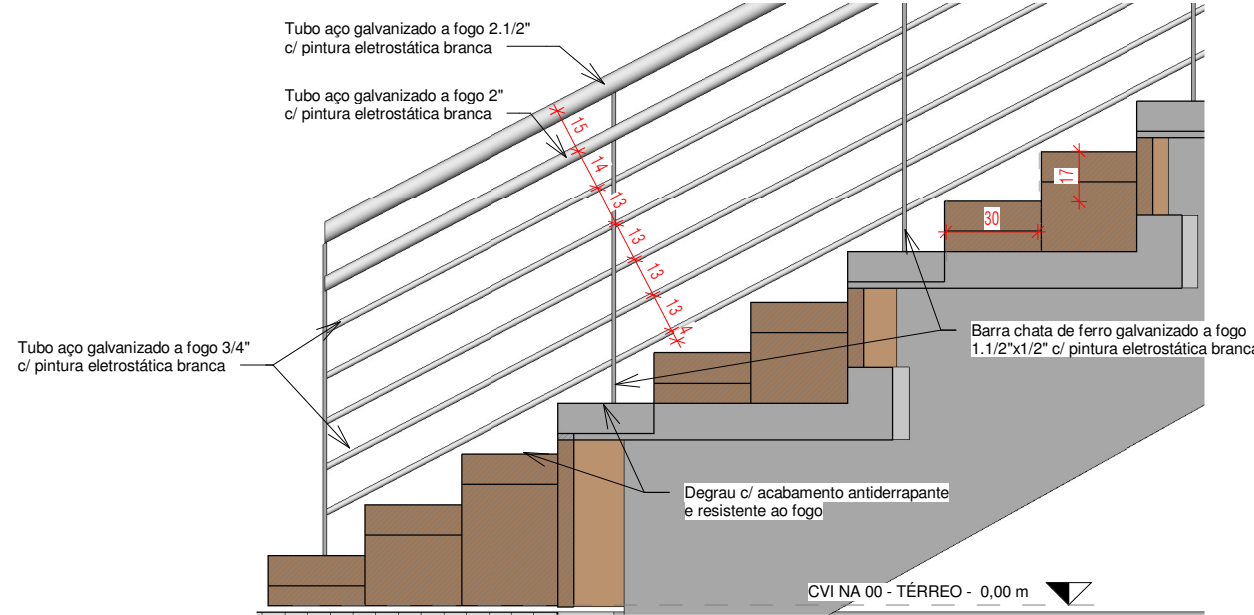 Tubo aço galvanizado a fogo 2.1/2"
c/ pintura eletrostática branca
Tubo aço galvanizado a fogo 2"
c/ pintura eletrostática branca
15
14
13
13
13
13
4
17
30
Tubo aço galvanizado a fogo 3/4"
c/ pintura eletrostática branca
Barra chata de ferro galvanizado a fogo
1.1/2"x1/2" c/ pintura eletrostática branca
Degrau c/ acabamento antiderrapante
e resistente ao fogo
CVI NA 00 - TÉRREO - 0,00 m